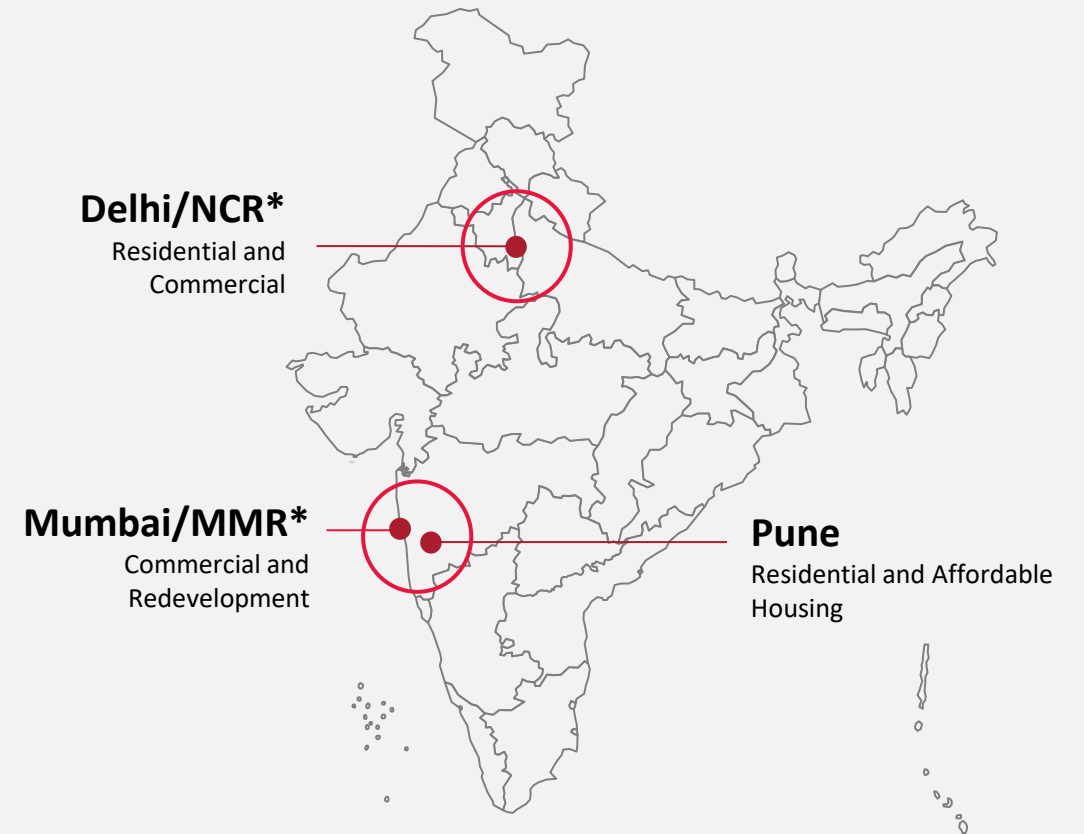 Delhi/NCR*
Residential and
Commercial
Mumbai/MMR*
Commercial and
Redevelopment
Pune
Residential and Affordable
Housing